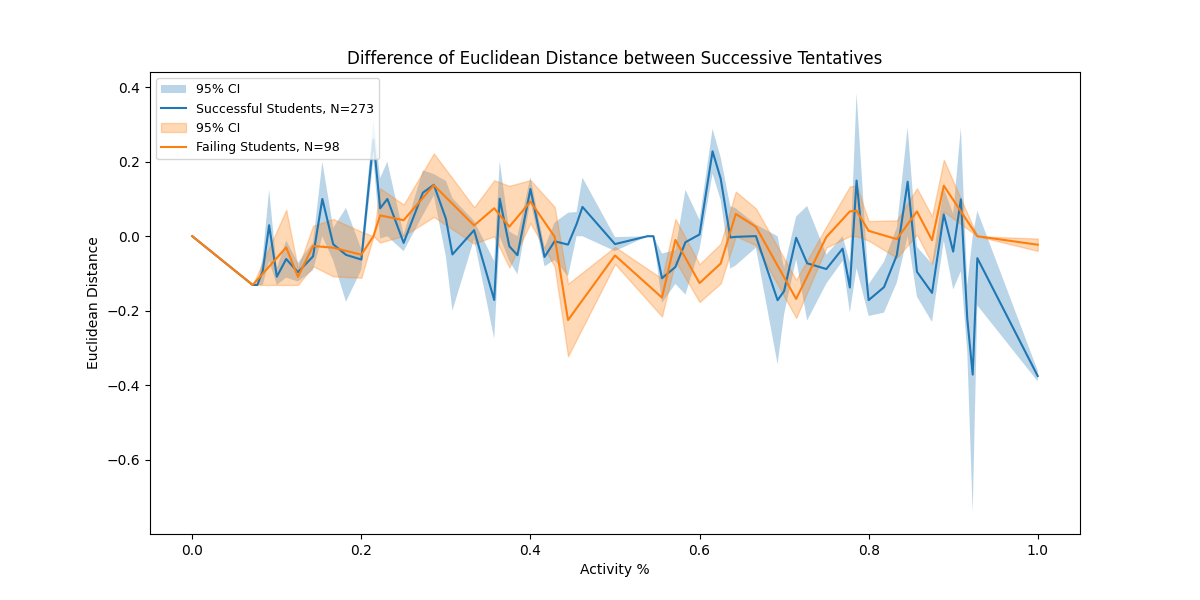 Difference of Euclidean Distance between Successive Tentatives
95% CI
Successful Students, N=273
95% CI
Failing Students, N=98
Euclidean Distance
0.4
0.2
0.0
−0.2
−0.4
−0.6
0.0 0.2 0.4 0.6 0.8 1.0
Activity %